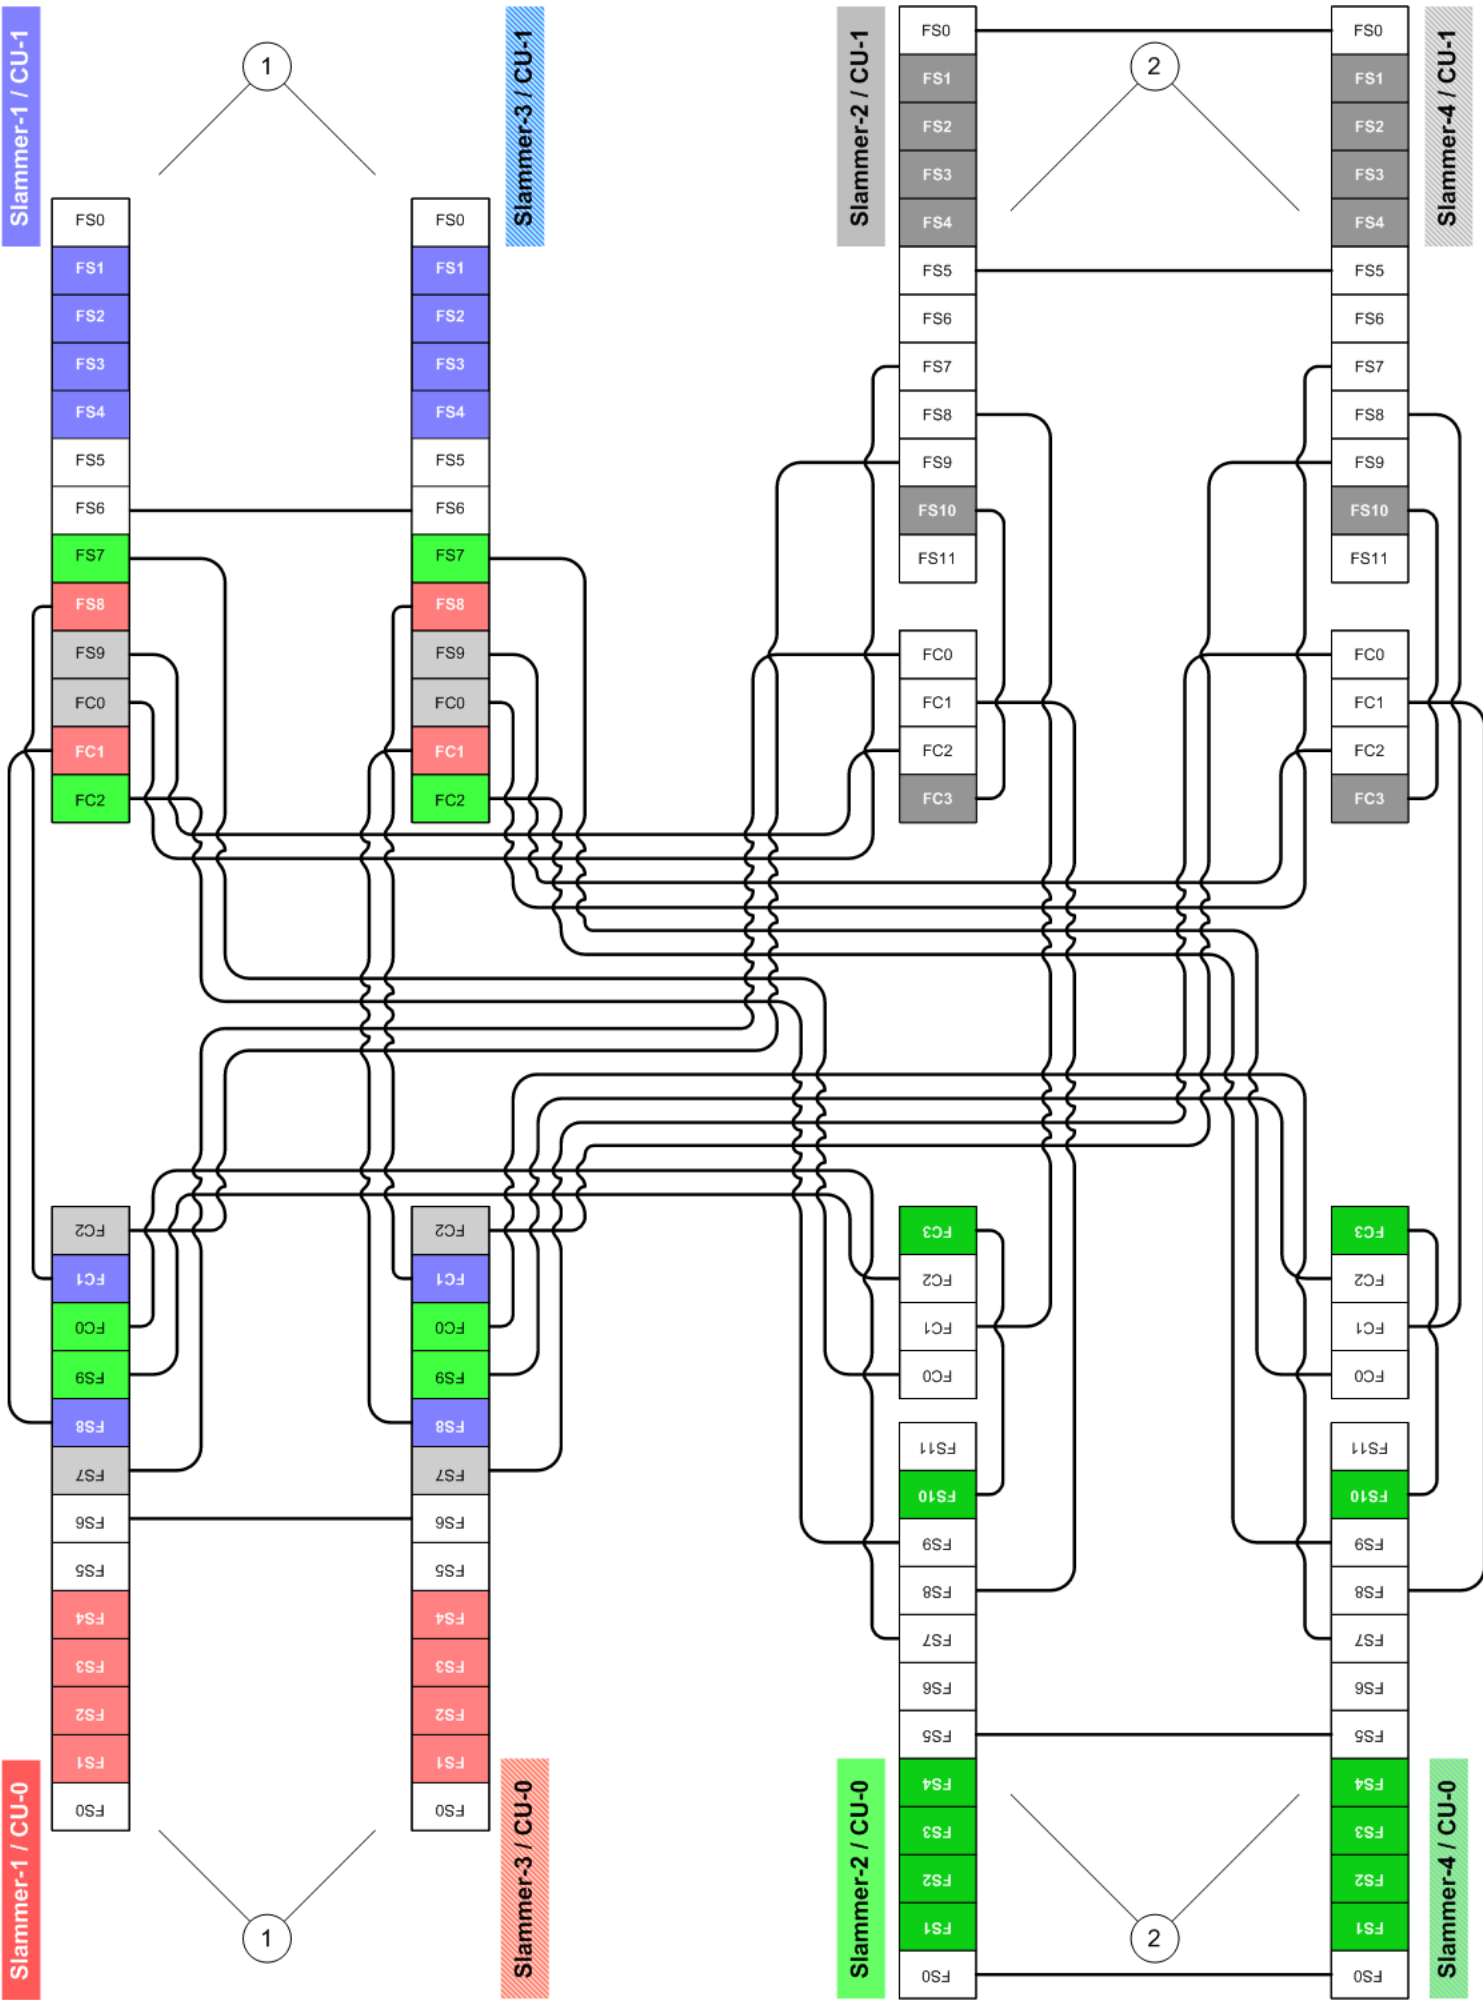 Slammer-1 / CU-1
1
Slammer-3 / CU-1
FS0
FS1
FS2
FS3
FS4
FS5
FS6
FS7
FS8
FS9
FC0
FC1
FC2
FS0
FS1
FS2
FS3
FS4
FS5
FS6
FS7
FS8
FS9
FC0
FC1
FC2
Slammer-2 / CU-1
2
Slammer-4 / CU-1
FS0
FS1
FS2
FS3
FS4
FS5
FS6
FS7
FS8
FS9
FS10
FS11
FC0
FC1
FC2
FC3
FS0
FS1
FS2
FS3
FS4
FS5
FS6
FS7
FS8
FS9
FS10
FS11
FC0
FC1
FC2
FC3
FC2
FC1
FC0
FS9
FS8
FS7
FS6
FS5
FS4
FS3
FS2
FS1
FS0
FC2
FC1
FC0
FS9
FS8
FS7
FS6
FS5
FS4
FS3
FS2
FS1
FS0
Slammer-1 / CU-0
1
Slammer-3 / CU-0
FC3
FC2
FC1
FC0
FS11
FS10
FS9
FS8
FS7
FS6
FS5
FS4
FS3
FS2
FS1
FS0
FC3
FC2
FC1
FC0
FS11
FS10
FS9
FS8
FS7
FS6
FS5
FS4
FS3
FS2
FS1
FS0
Slammer-2 / CU-0
2
Slammer-4 / CU-0